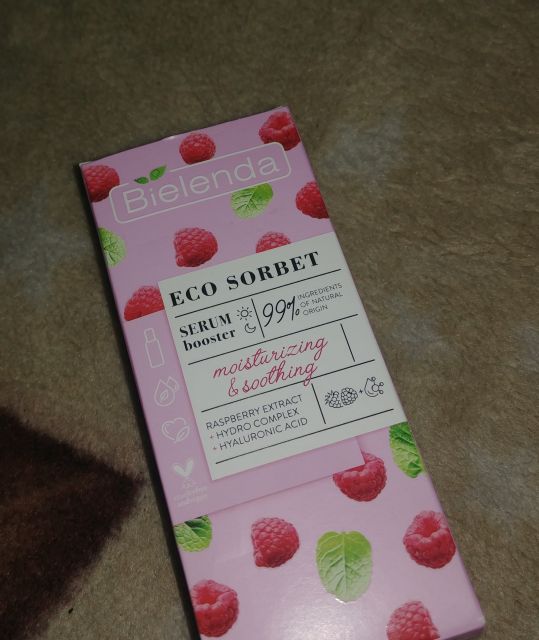 Bielenda
ECO SORBET
SERUM
booster
99%
INGREDIENTS
OF NATURAL
ORIGIN
moisturizing
& soothing
RASPBERRY EXTRACT
+ HYDRO COMPLEX
+ HYALURONIC ACID